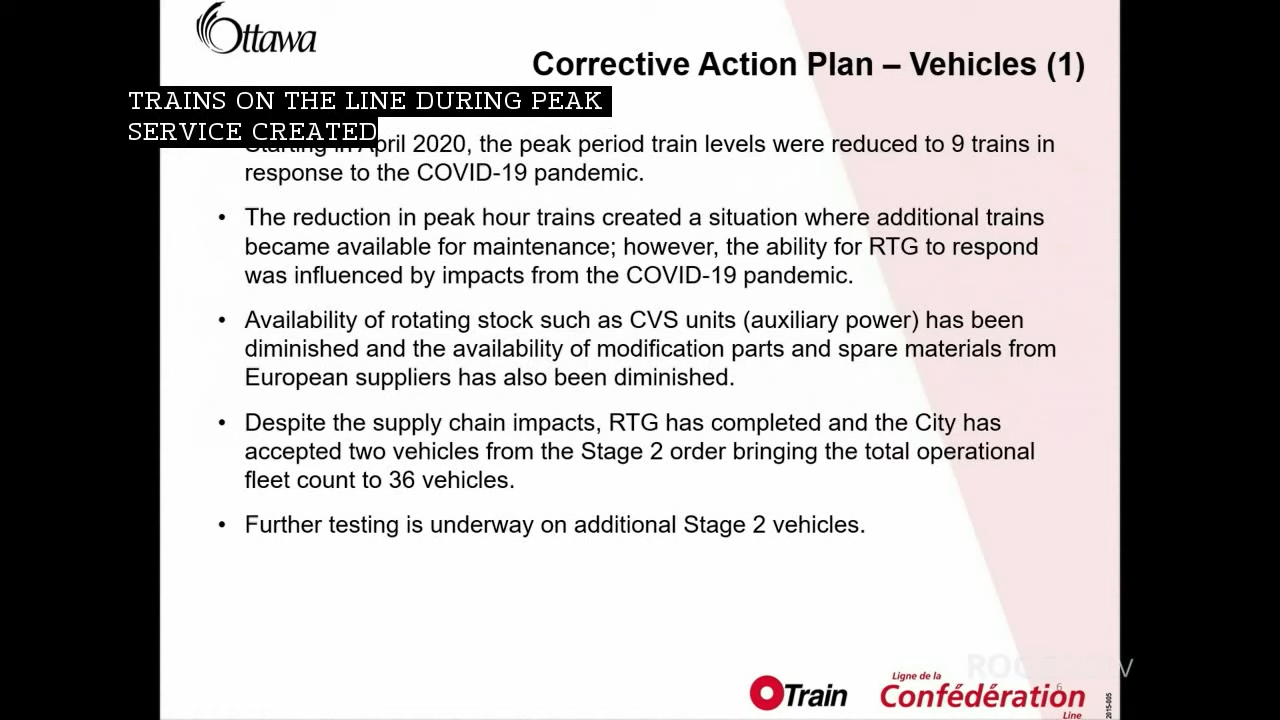 Ottawa
Corrective Action Plan – Vehicles (1)
TRAINS ON THE LINE DURING PEAK
SERVICE CREATED
Starting in April 2020, the peak period train levels were reduced to 9 trains in
response to the COVID-19 pandemic.
• The reduction in peak hour trains created a situation where additional trains
became available for maintenance; however, the ability for RTG to respond
was influenced by impacts from the COVID-19 pandemic.
• Availability of rotating stock such as CVS units (auxiliary power) has been
diminished and the availability of modification parts and spare materials from
European suppliers has also been diminished.
• Despite the supply chain impacts, RTG has completed and the City has
accepted two vehicles from the Stage 2 order bringing the total operational
fleet count to 36 vehicles.
• Further testing is underway on additional Stage 2 vehicles.
OTrain
Ligne de la
Confédération
Line
6
2015-005